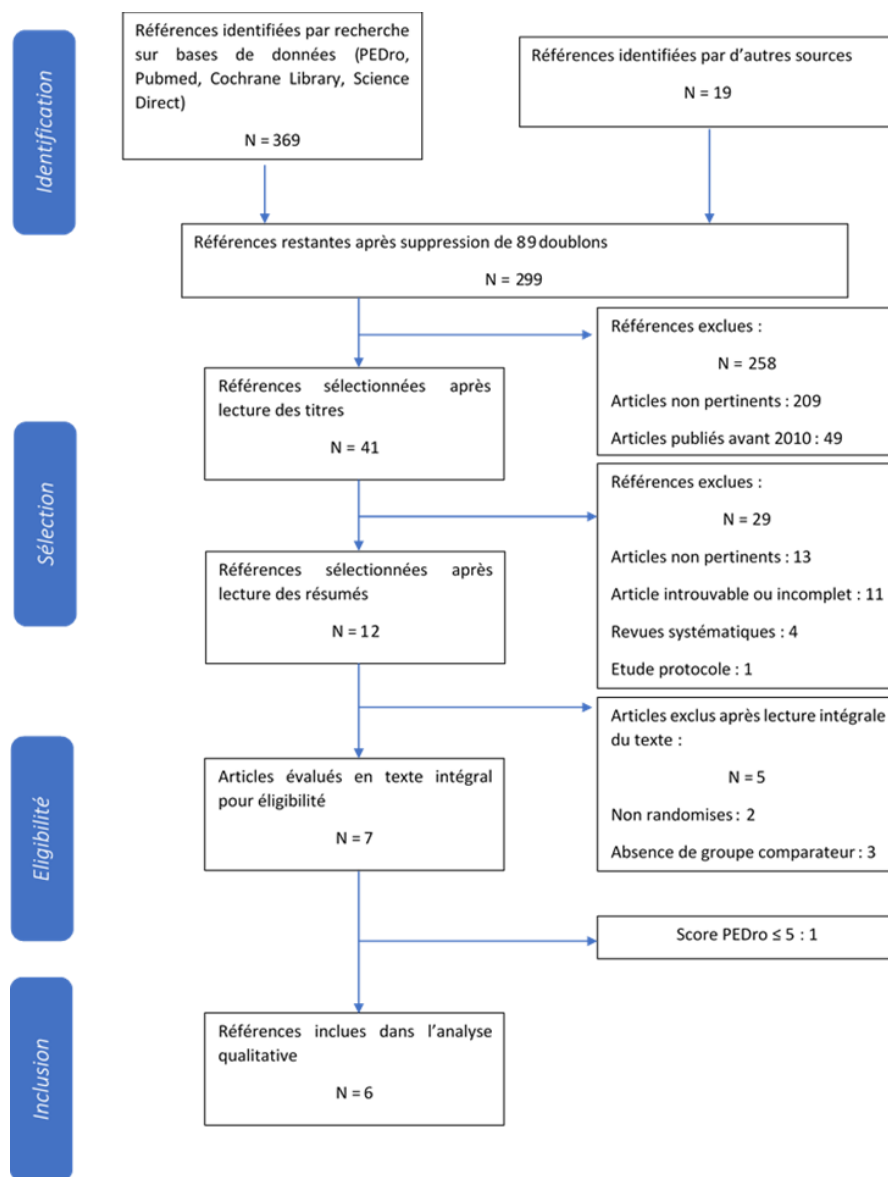 Identification
Références identifiées par recherche
sur bases de données (PEDro,
Pubmed, Cochrane Library, Science
Direct)
N = 369
Références identifiées par d'autres sources
N = 19
Références restantes après suppression de 89 doublons
N = 299
Sélection
Références exclues :
N = 258
Articles non pertinents : 209
Articles publiés avant 2010 : 49
Références sélectionnées après
lecture des titres
N = 41
Références exclues :
N = 29
Articles non pertinents : 13
Article introuvable ou incomplet : 11
Revues systématiques : 4
Etude protocole : 1
Références sélectionnées après
lecture des résumés
N = 12
Eligibilité
Articles exclus après lecture intégrale
du texte :
N = 5
Non randomises : 2
Absence de groupe comparateur : 3
Articles évalués en texte intégral
pour éligibilité
N = 7
Score PEDro ≤ 5 : 1
Inclusion
Références inclues dans l'analyse
qualitative
N = 6